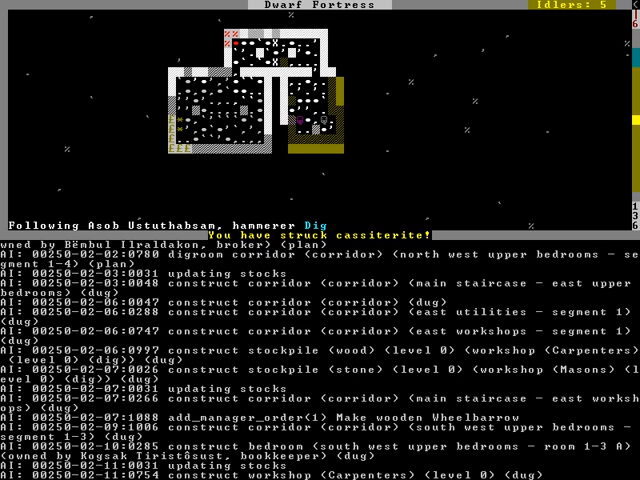 Dwarf Fortress
Idlers: 5
Following Asob Ustuthabsam, hammerer Dig
136
You have struck cassiterite!
wned by Bëmbul Ilraldakon, broker) (plan)
AI: 00250-02-02:0780 digroom corridor (corridor) (north west upper bedrooms - se
gment 1-4) (plan)
AI: 00250-02-03:0031 updating stocks
AI: 00250-02-03:0048 construct corridor (corridor) (main staircase - east upper
bedrooms) (dug)
AI: 00250-02-06:0047 construct corridor (corridor) (dug)
AI: 00250-02-06:0288 construct corridor (corridor) (east utilities - segment 1)
(dug)
AI: 00250-02-06:0747 construct corridor (corridor) (east workshops - segment 1)
(dug)
AI: 00250-02-06:0997 construct stockpile (wood) (level 0) (workshop (Carpenters)
(level 0) (dig)) (dug)
AI: 00250-02-07:0026 construct stockpile (stone) (level 0) (workshop (Masons) (l
evel 0) (dig)) (dug)
AI: 00250-02-07:0031 updating stocks
AI: 00250-02-07:0266 construct corridor (corridor) (main staircase - east worksh
ops) (dug)
AI: 00250-02-07:1088 add_manager_order(1) Make wooden Wheelbarrow
AI: 00250-02-09:1006 construct corridor (corridor) (south west upper bedrooms -
segment 1-3) (dug)
AI: 00250-02-10:0285 construct bedroom (south west upper bedrooms - room 1-3 A)
(owned by Kogsak Tiristôsust, bookkeeper) (dug)
AI: 00250-02-11:0031 updating stocks
AI: 00250-02-11:0754 construct workshop (Carpenters) (level 0) (dug)